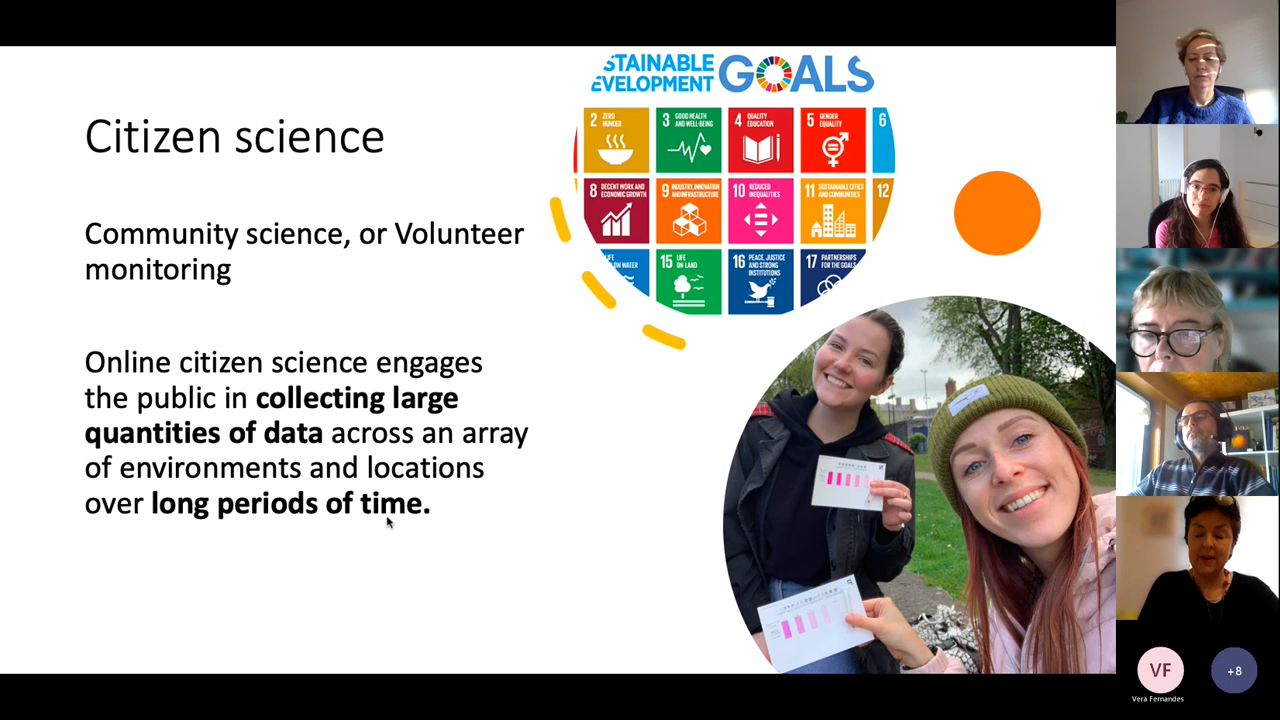 Citizen science
Community science, or Volunteer
monitoring
Online citizen science engages
the public in collecting large
quantities of data across an array
of environments and locations
over long periods of time.
STAINABLE
EVELOPMENT
GOALS
2 ZERO
HUNGER
3 GOOD HEALTH
AND WELL-BEING
4 QUALITY
EDUCATION
5 GENDER
EQUALITY
6
8 DECENT WORK AND
ECONOMIC GROWTH
9 INDUSTRY, INNOVATION
AND INFRASTRUCTURE
10 REDUCED
INEQUALITIES
11 SUSTAINABLE CITIES
AND COMMUNITIES
12
W WATER
15 LIFE
ON LAND
16 PEACE, JUSTICE
AND STRONG
INSTITUTIONS
17 PARTNERSHIPS
FOR THE GOALS
VF
Vera Fernandes
+8